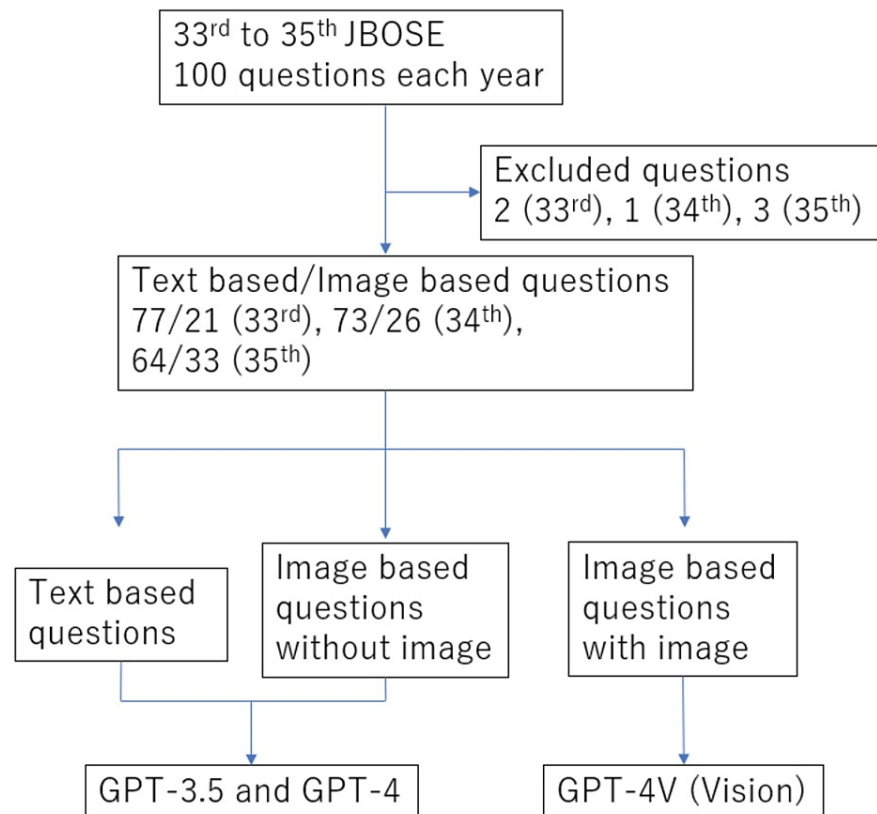 33rd to 35th JBOSE
100 questions each year
Excluded questions
2 (33rd), 1 (34th), 3 (35th)
Text based/Image based questions
77/21 (33rd), 73/26 (34th),
64/33 (35th)
Text based
questions
Image based
questions
without image
Image based
questions
with image
GPT-3.5 and GPT-4
GPT-4V (Vision)